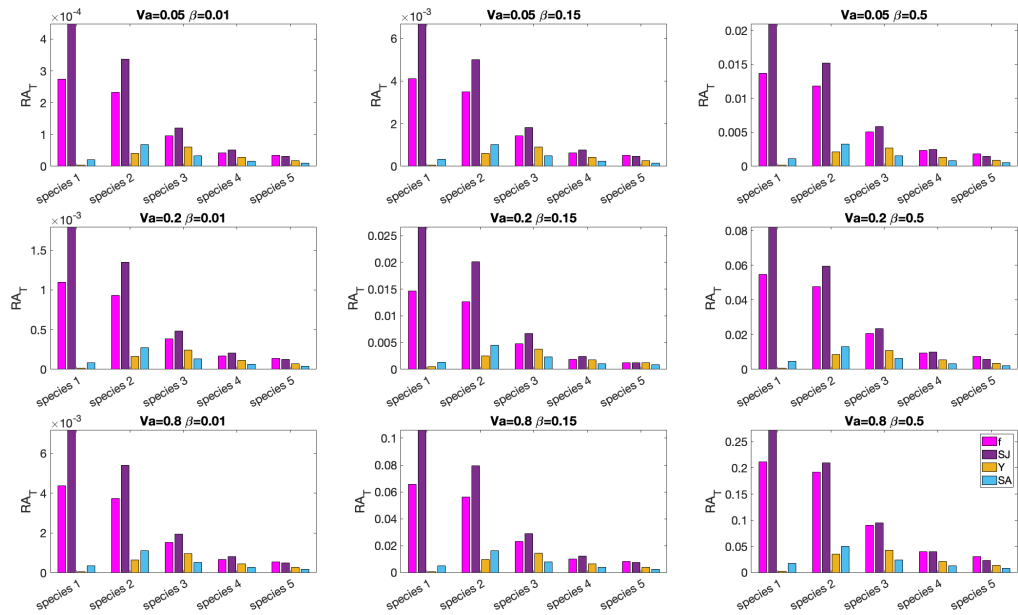 Va=0.05 β=0.01
×10⁻⁴
RA_T
4
3
2
1
0
species 1
species 2
species 3
species 4
species 5
Va=0.05 β=0.15
×10⁻³
RA_T
6
4
2
0
species 1
species 2
species 3
species 4
species 5
Va=0.05 β=0.5
RA_T
0.02
0.015
0.01
0.005
0
species 1
species 2
species 3
species 4
species 5
Va=0.2 β=0.01
×10⁻³
RA_T
1.5
1
0.5
0
species 1
species 2
species 3
species 4
species 5
Va=0.2 β=0.15
RA_T
0.025
0.02
0.015
0.01
0.005
0
species 1
species 2
species 3
species 4
species 5
Va=0.2 β=0.5
RA_T
0.08
0.06
0.04
0.02
0
species 1
species 2
species 3
species 4
species 5
Va=0.8 β=0.01
×10⁻³
RA_T
6
4
2
0
species 1
species 2
species 3
species 4
species 5
Va=0.8 β=0.15
RA_T
0.1
0.08
0.06
0.04
0.02
0
species 1
species 2
species 3
species 4
species 5
Va=0.8 β=0.5
RA_T
0.25
0.2
0.15
0.1
0.05
0
species 1
species 2
species 3
species 4
species 5
f
SJ
Y
SA